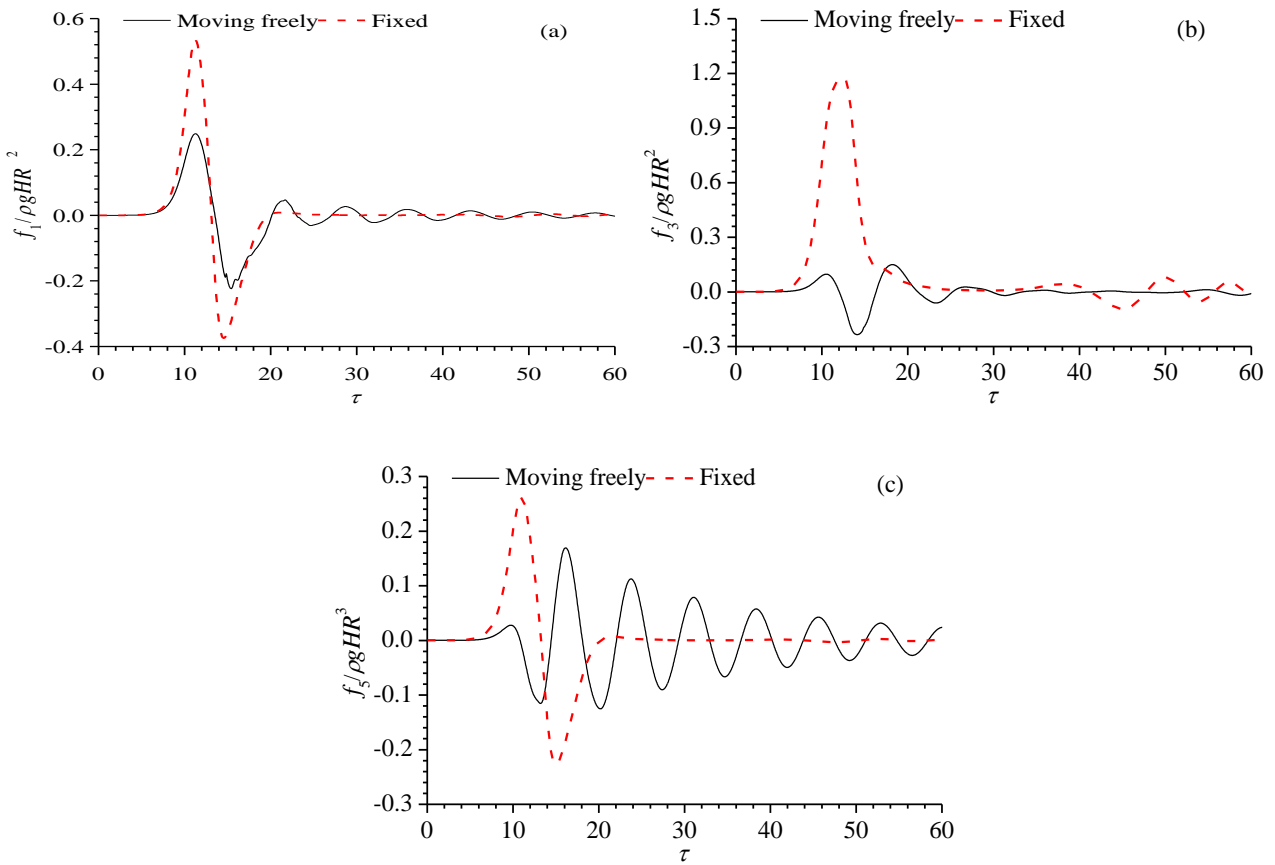 Moving freely Fixed (a)
0.6
0.4
0.2
0.0
-0.2
-0.4
f₁/ρgHR²
0 10 20 30 40 50 60
τ
Moving freely Fixed (b)
1.5
1.2
0.9
0.6
0.3
0.0
-0.3
f₃/ρgHR²
0 10 20 30 40 50 60
τ
Moving freely Fixed (c)
0.3
0.2
0.1
0.0
-0.1
-0.2
-0.3
f₅/ρgHR³
0 10 20 30 40 50 60
τ